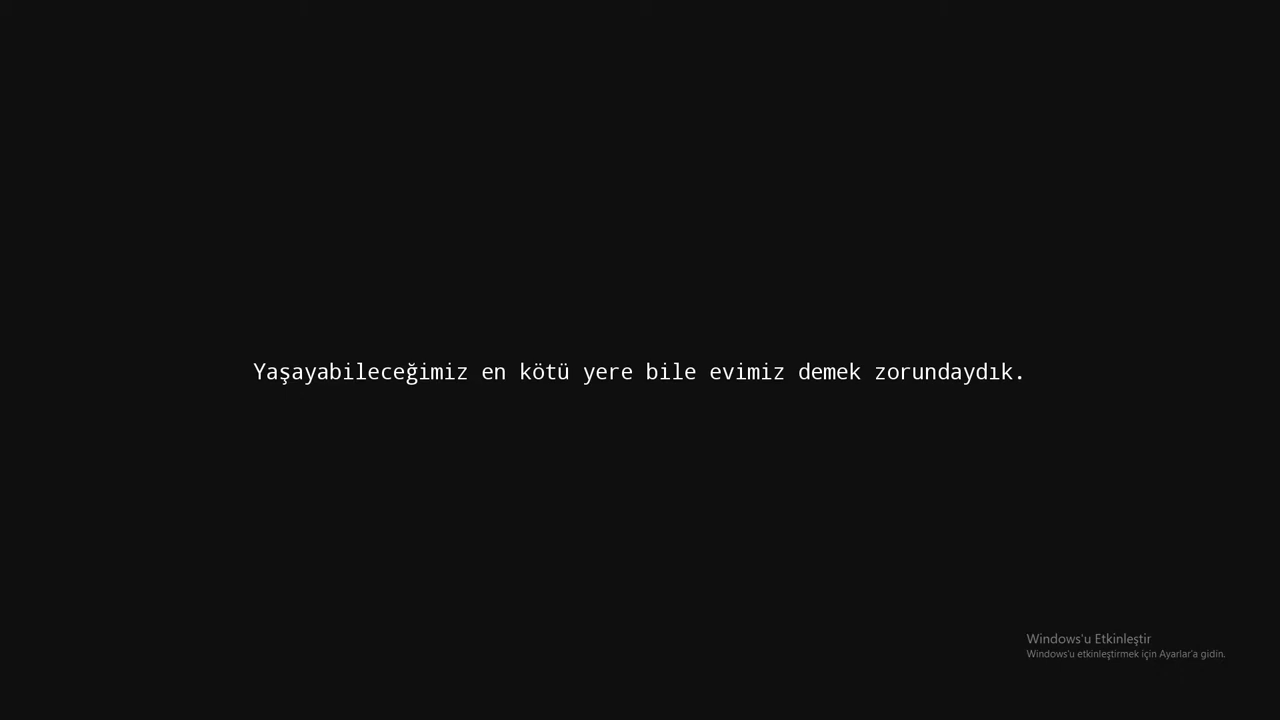 Yaşayabileceğimiz en kötü yere bile evimiz demek zorundaydık.
Windows'u Etkinleştir
Windows'u etkinleştirmek için Ayarlar'a gidin.